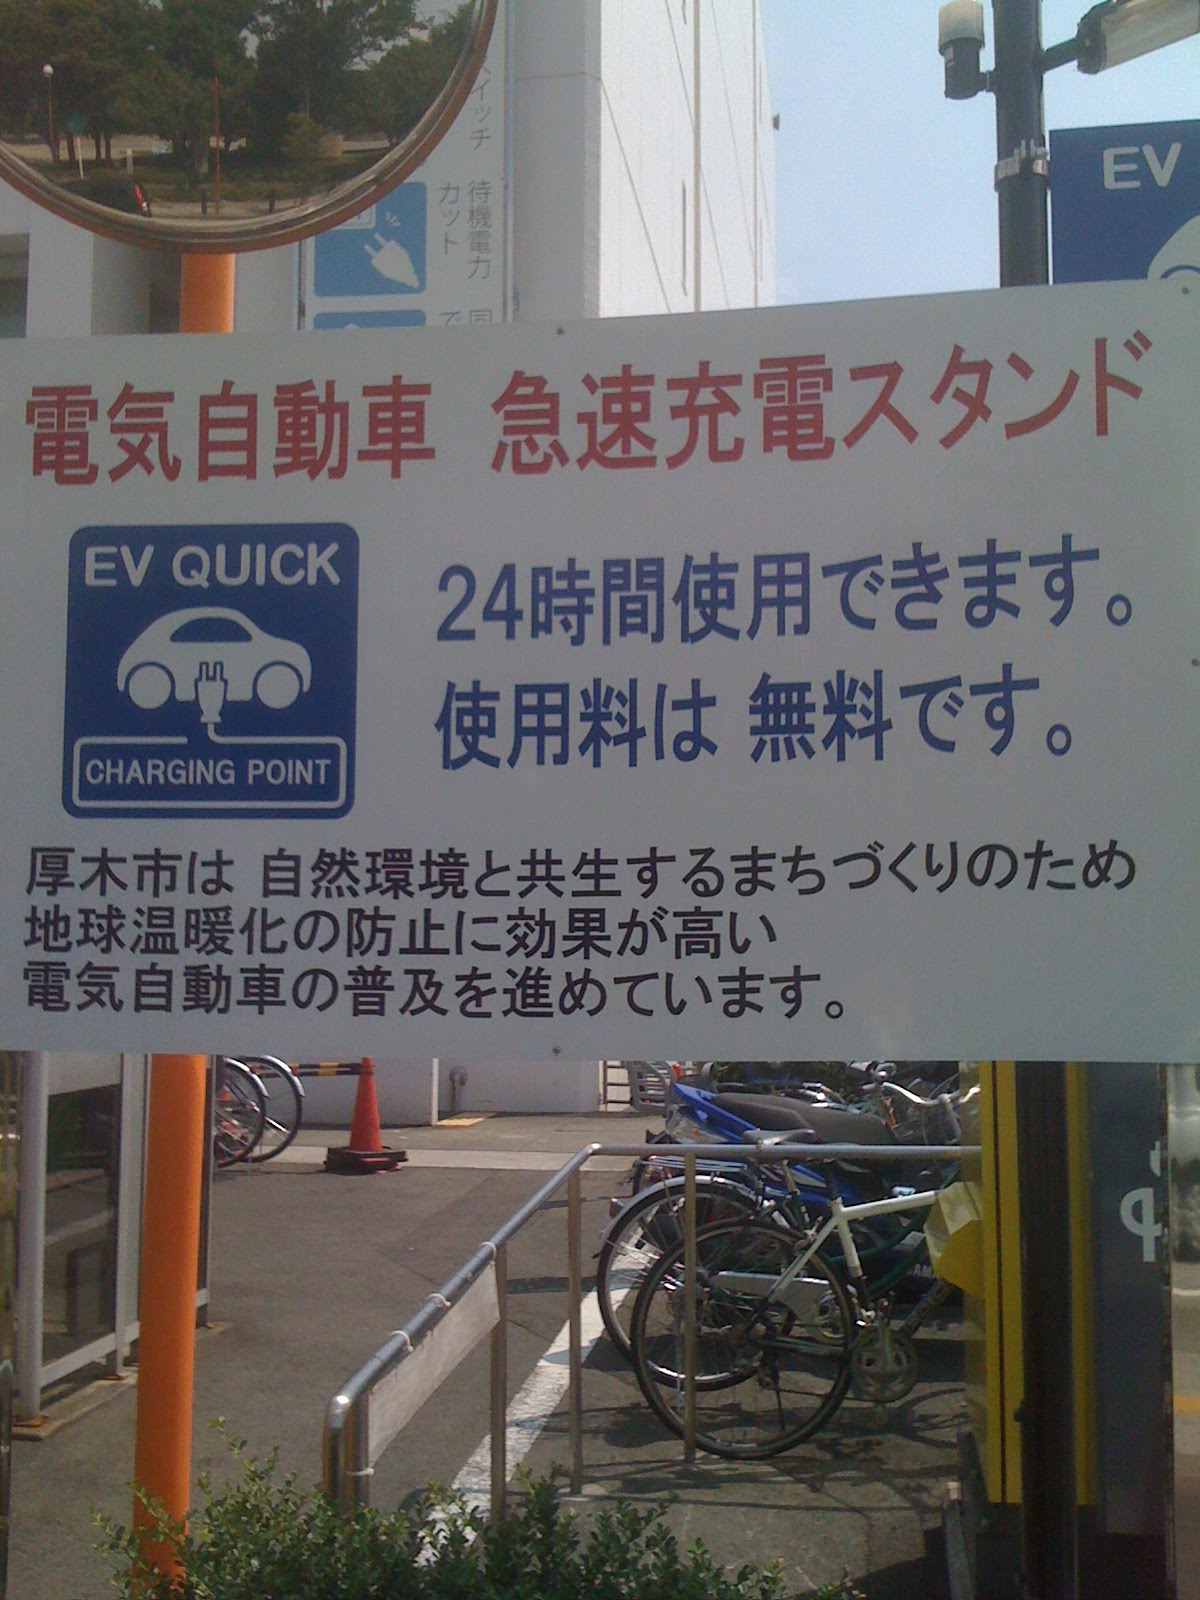 イッチ
待機電力
カット
EV
電気自動車 急速充電スタンド
EV QUICK
CHARGING POINT
24時間使用できます。
使用料は 無料です。
厚木市は 自然環境と共生するまちづくりのため
地球温暖化の防止に効果が高い
電気自動車の普及を進めています。